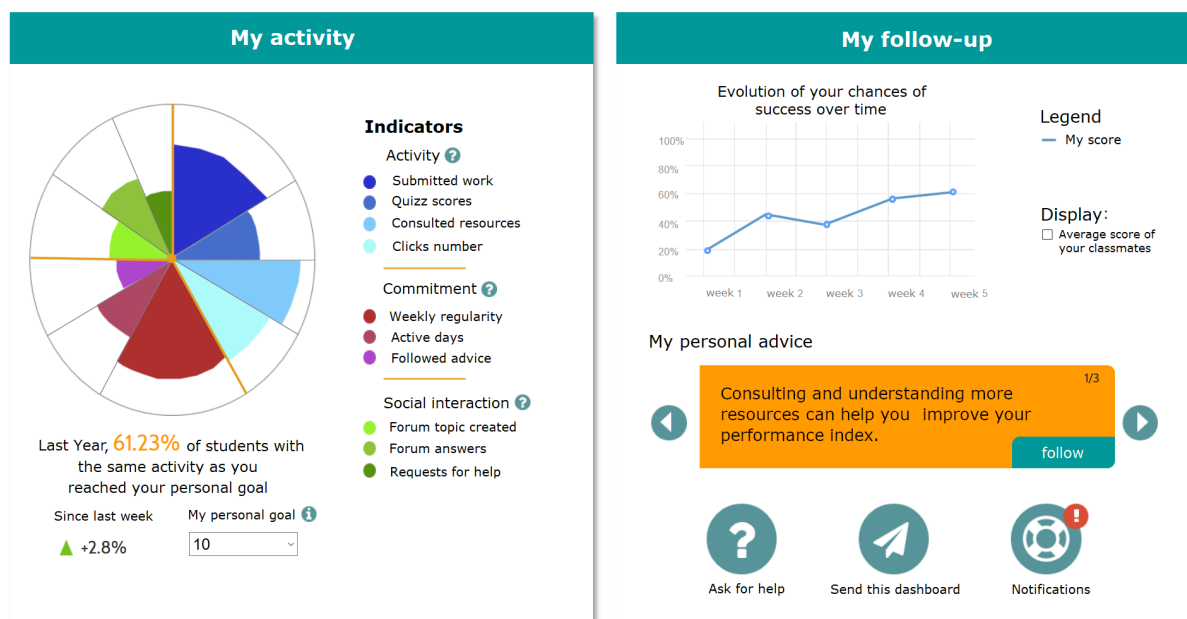 My activity
Indicators
Activity ?
Submitted work
Quizz scores
Consulted resources
Clicks number
Commitment ?
Weekly regularity
Active days
Followed advice
Social interaction ?
Forum topic created
Forum answers
Requests for help
Last Year, 61.23% of students with
the same activity as you
reached your personal goal
Since last week
+2.8%
My personal goal i
10
My follow-up
Evolution of your chances of
success over time
100%
80%
60%
40%
20%
0%
week 1 week 2 week 3 week 4 week 5
Legend
My score
Display:
Average score of
your classmates
My personal advice
1/3
Consulting and understanding more
resources can help you improve your
performance index.
follow
?
Ask for help
Send this dashboard
!
Notifications